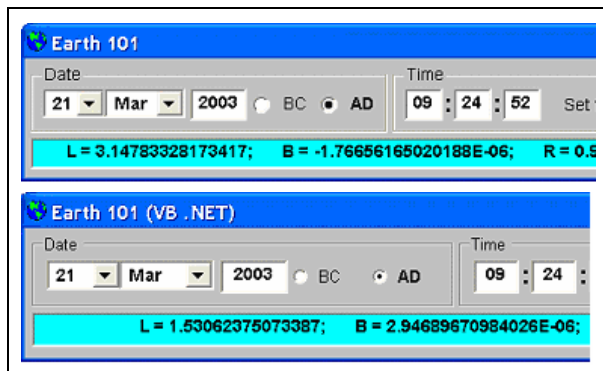 Earth 101
Date Time
21 Mar 2003 BC AD 09 : 24 : 52 Set
L = 3.14783328173417; B = -1.76656165020188E-06; R = 0.9
Earth 101 (VB .NET)
Date Time
21 Mar 2003 BC AD 09 : 24 :
L = 1.53062375073387; B = 2.94689670984026E-06;